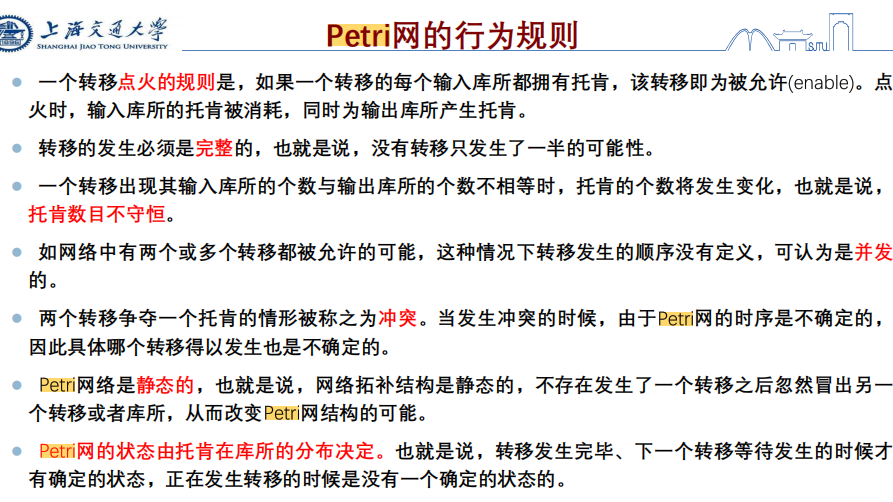 上海交通大学
SHANGHAI JIAO TONG UNIVERSITY
Petri网的行为规则
SJTU
一个转移点火的规则是，如果一个转移的每个输入库所都拥有托肯，该转移即为被允许(enable)。点
火时，输入库所的托肯被消耗，同时为输出库所产生托肯。
转移的发生必须是完整的，也就是说，没有转移只发生了一半的可能性。
一个转移出现其输入库所的个数与输出库所的个数不相等时，托肯的个数将发生变化，也就是说，
托肯数目不守恒。
如网络中有两个或多个转移都被允许的可能，这种情况下转移发生的顺序没有定义，可认为是并发
的。
两个转移争夺一个托肯的情形被称之为冲突。当发生冲突的时候，由于Petri网的时序是不确定的，
因此具体哪个转移得以发生也是不确定的。
Petri网络是静态的，也就是说，网络拓补结构是静态的，不存在发生了一个转移之后忽然冒出另一
个转移或者库所，从而改变Petri网结构的可能。
Petri网的状态由托肯在库所的分布决定。也就是说，转移发生完毕、下一个转移等待发生的时候才
有确定的状态，正在发生转移的时候是没有一个确定的状态的。